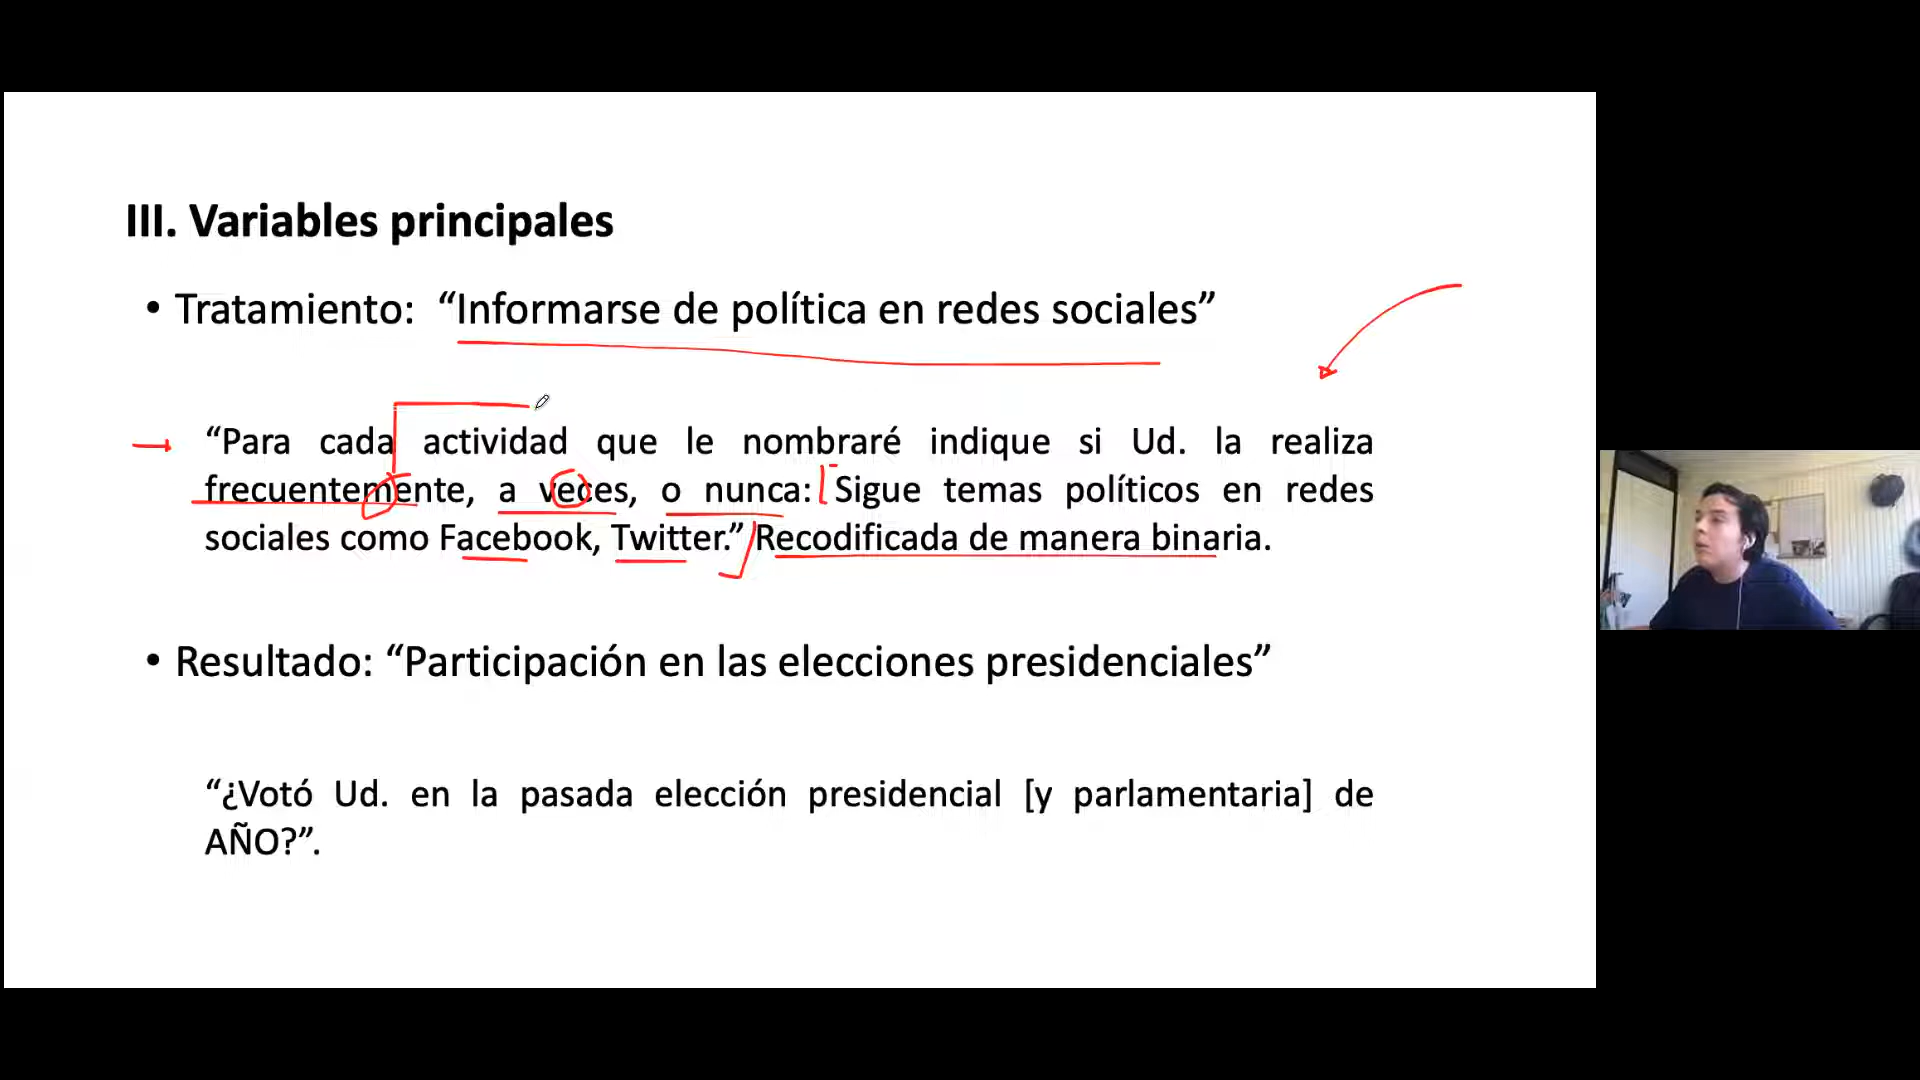 III. Variables principales
• Tratamiento: “Informarse de política en redes sociales”
“Para cada actividad que le nombraré indique si Ud. la realiza
frecuentemente, a veces, o nunca: Sigue temas políticos en redes
sociales como Facebook, Twitter.” Recodificada de manera binaria.
• Resultado: “Participación en las elecciones presidenciales”
“¿Votó Ud. en la pasada elección presidencial [y parlamentaria] de
AÑO?”.